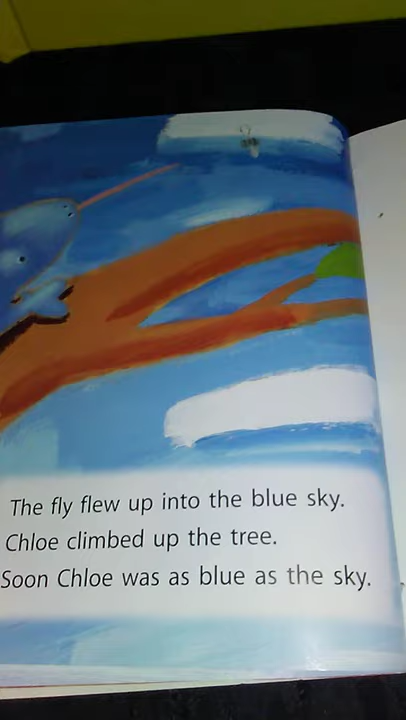 The fly flew up into the blue sky.
Chloe climbed up the tree.
Soon Chloe was as blue as the sky.